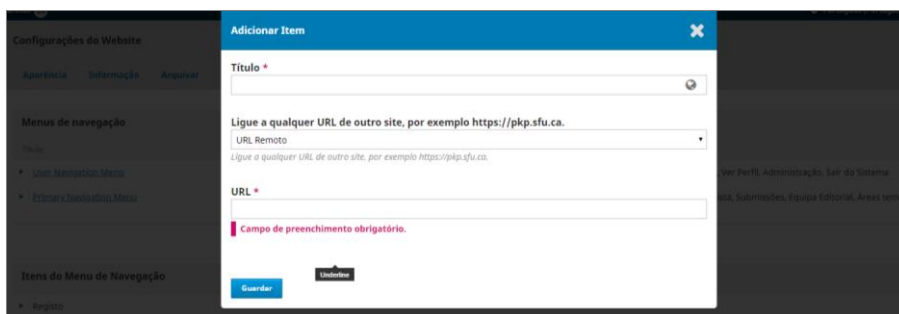 Configurações do Website
Aparência Informação Arquivar
Menus de navegação
Título
User Navigation Menu
Primary Navigation Menu
Itens do Menu de Navegação
Registo
Adicionar Item
Título *
Ligue a qualquer URL de outro site, por exemplo https://pkp.sfu.ca.
URL Remoto
Ligue a qualquer URL de outro site, por exemplo https://pkp.sfu.ca.
URL *
Campo de preenchimento obrigatório.
Underline
Guardar
Ver Perfil, Administração, Sair do Sistema
Submissões, Equipa Editorial, Áreas